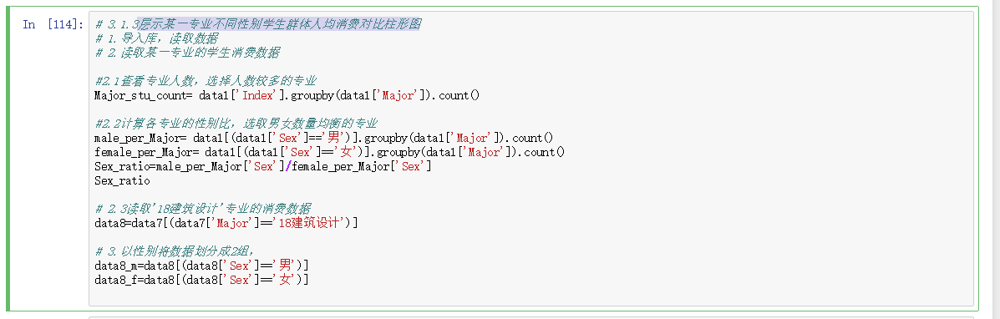 In [114]: # 3.1.3层示某一专业不同性别学生群体人均消费对比柱形图
# 1.导入库，读取数据
# 2.读取某一专业的学生消费数据
#2.1查看专业人数，选择人数较多的专业
Major_stu_count= data1['Index'].groupby(data1['Major']).count()
#2.2计算各专业的性别比，选取男女数量均衡的专业
male_per_Major= data1[(data1['Sex']=='男')].groupby(data1['Major']).count()
female_per_Major= data1[(data1['Sex']=='女')].groupby(data1['Major']).count()
Sex_ratio=male_per_Major['Sex']/female_per_Major['Sex']
Sex_ratio
# 2.3读取'18建筑设计'专业的消费数据
data8=data7[(data7['Major']=='18建筑设计')]
# 3.以性别将数据划分成2组，
data8_m=data8[(data8['Sex']=='男')]
data8_f=data8[(data8['Sex']=='女')]